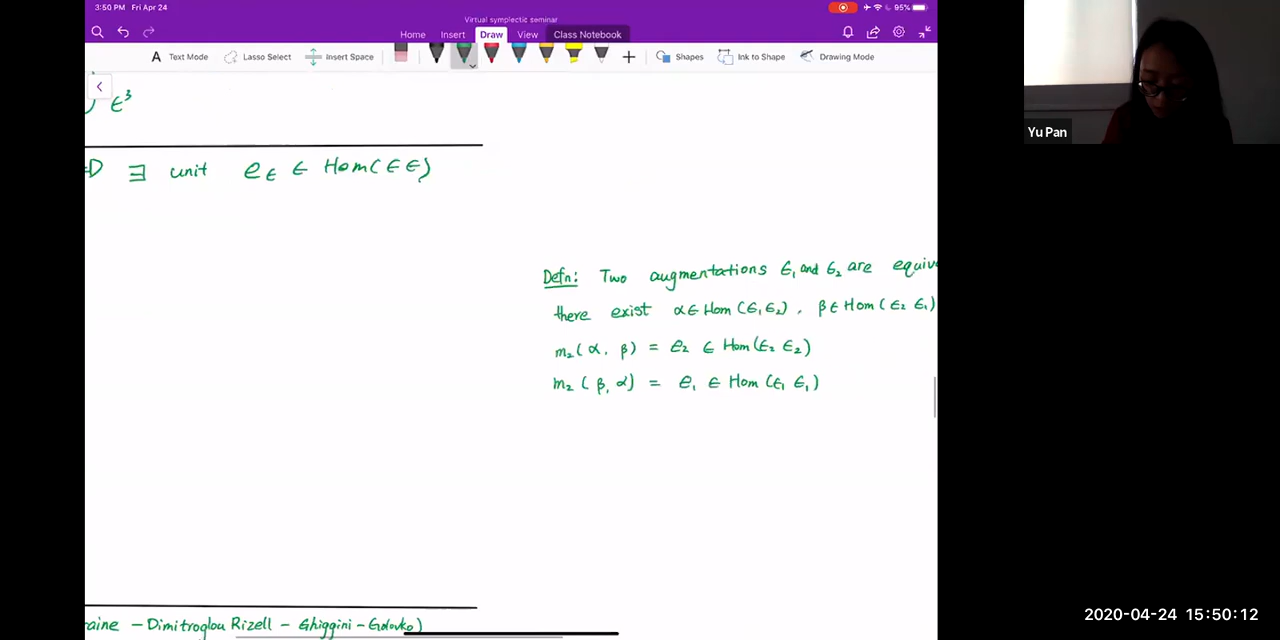 3:50 PM Fri Apr 24
95%
Virtual symplectic seminar
Home Insert Draw View Class Notebook
Text Mode Lasso Select Insert Space Shapes Ink to Shape Drawing Mode
) ε³
∃ unit e_ε ∈ Hom(ε ε)
Defn: Two augmentations ε₁ and ε₂ are equiv
there exist α ∈ Hom(ε₁ ε₂), β ∈ Hom(ε₂ ε₁)
m₂(α, β) = e₂ ∈ Hom(ε₂ ε₂)
m₂(β, α) = e₁ ∈ Hom(ε₁ ε₁)
raine - Dimitroglou Rizell - Ghiggini - Golovko)
Yu Pan
2020-04-24 15:50:12